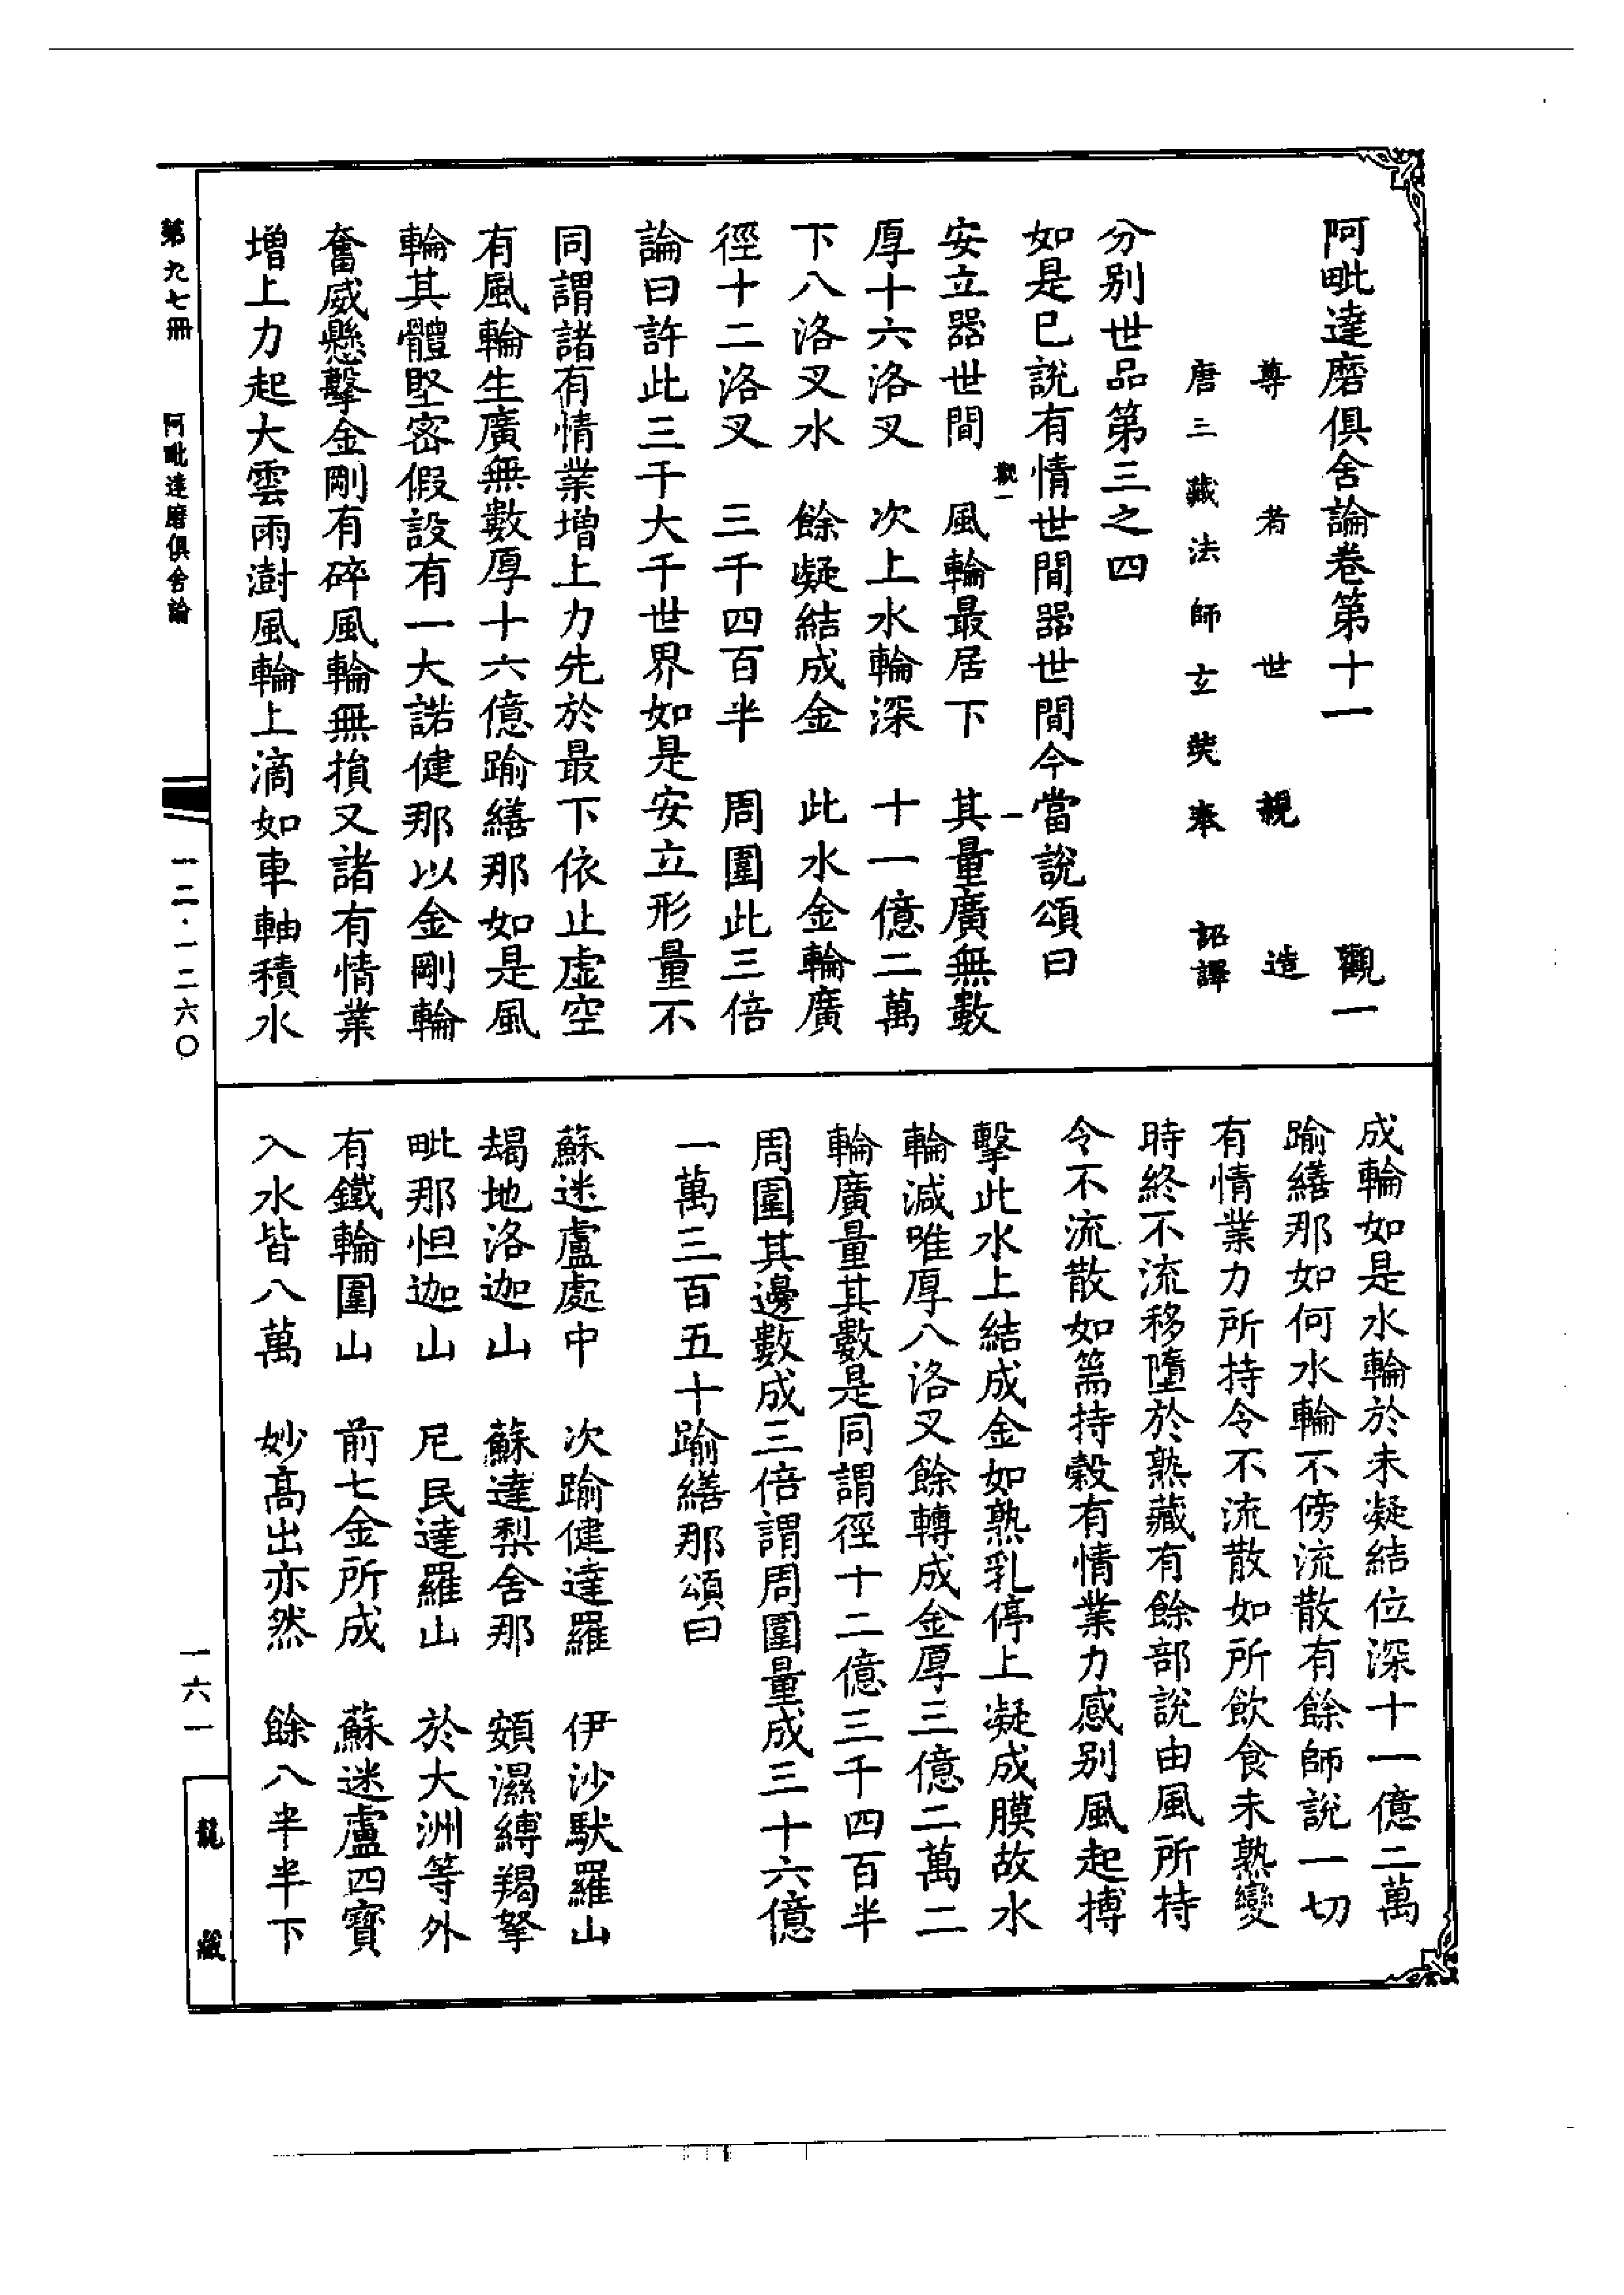 阿毗達磨俱舍論卷第十一 觀一
尊者世親造
唐三藏法師玄奘奉詔譯
分別世品第三之四
如是已說有情世間器世間今當說頌曰
觀一 一
安立器世間 風輪最居下 其量廣無數
厚十六洛叉 次上水輪深 十一億二萬
下八洛叉水 餘凝結成金 此水金輪廣
徑十二洛叉 三千四百半 周圍此三倍
論曰許此三千大千世界如是安立形量不
同謂諸有情業增上力先於最下依止虛空
有風輪生廣無數厚十六億踰繕那如是風
輪其體堅密假設有一大諾健那以金剛輪
奮威懸擊金剛有碎風輪無損又諸有情業
增上力起大雲雨澍風輪上滴如車軸積水
成輪如是水輪於未凝結位深十一億二萬
踰繕那如何水輪不傍流散有餘師說一切
有情業力所持令不流散如所飲食未熟變
時終不流移墮於熟藏有餘部說由風所持
令不流散如篅持穀有情業力感別風起搏
擊此水上結成金如熟乳停上凝成膜故水
輪減唯厚八洛叉餘轉成金厚三億二萬二
輪廣量其數是同謂徑十二億三千四百半
周圍其邊數成三倍謂周圍量成三十六億
一萬三百五十踰繕那頌曰
蘇迷盧處中 次踰健達羅 伊沙馱羅山
朅地洛迦山 蘇達梨舍那 頞濕縛羯拏
毗那怛迦山 尼民達羅山 於大洲等外
有鐵輪圍山 前七金所成 蘇迷盧四寶
入水皆八萬 妙高出亦然 餘八半半下
第九七冊 阿毗達磨俱舍論 一二·一二六〇 一六一 龍藏